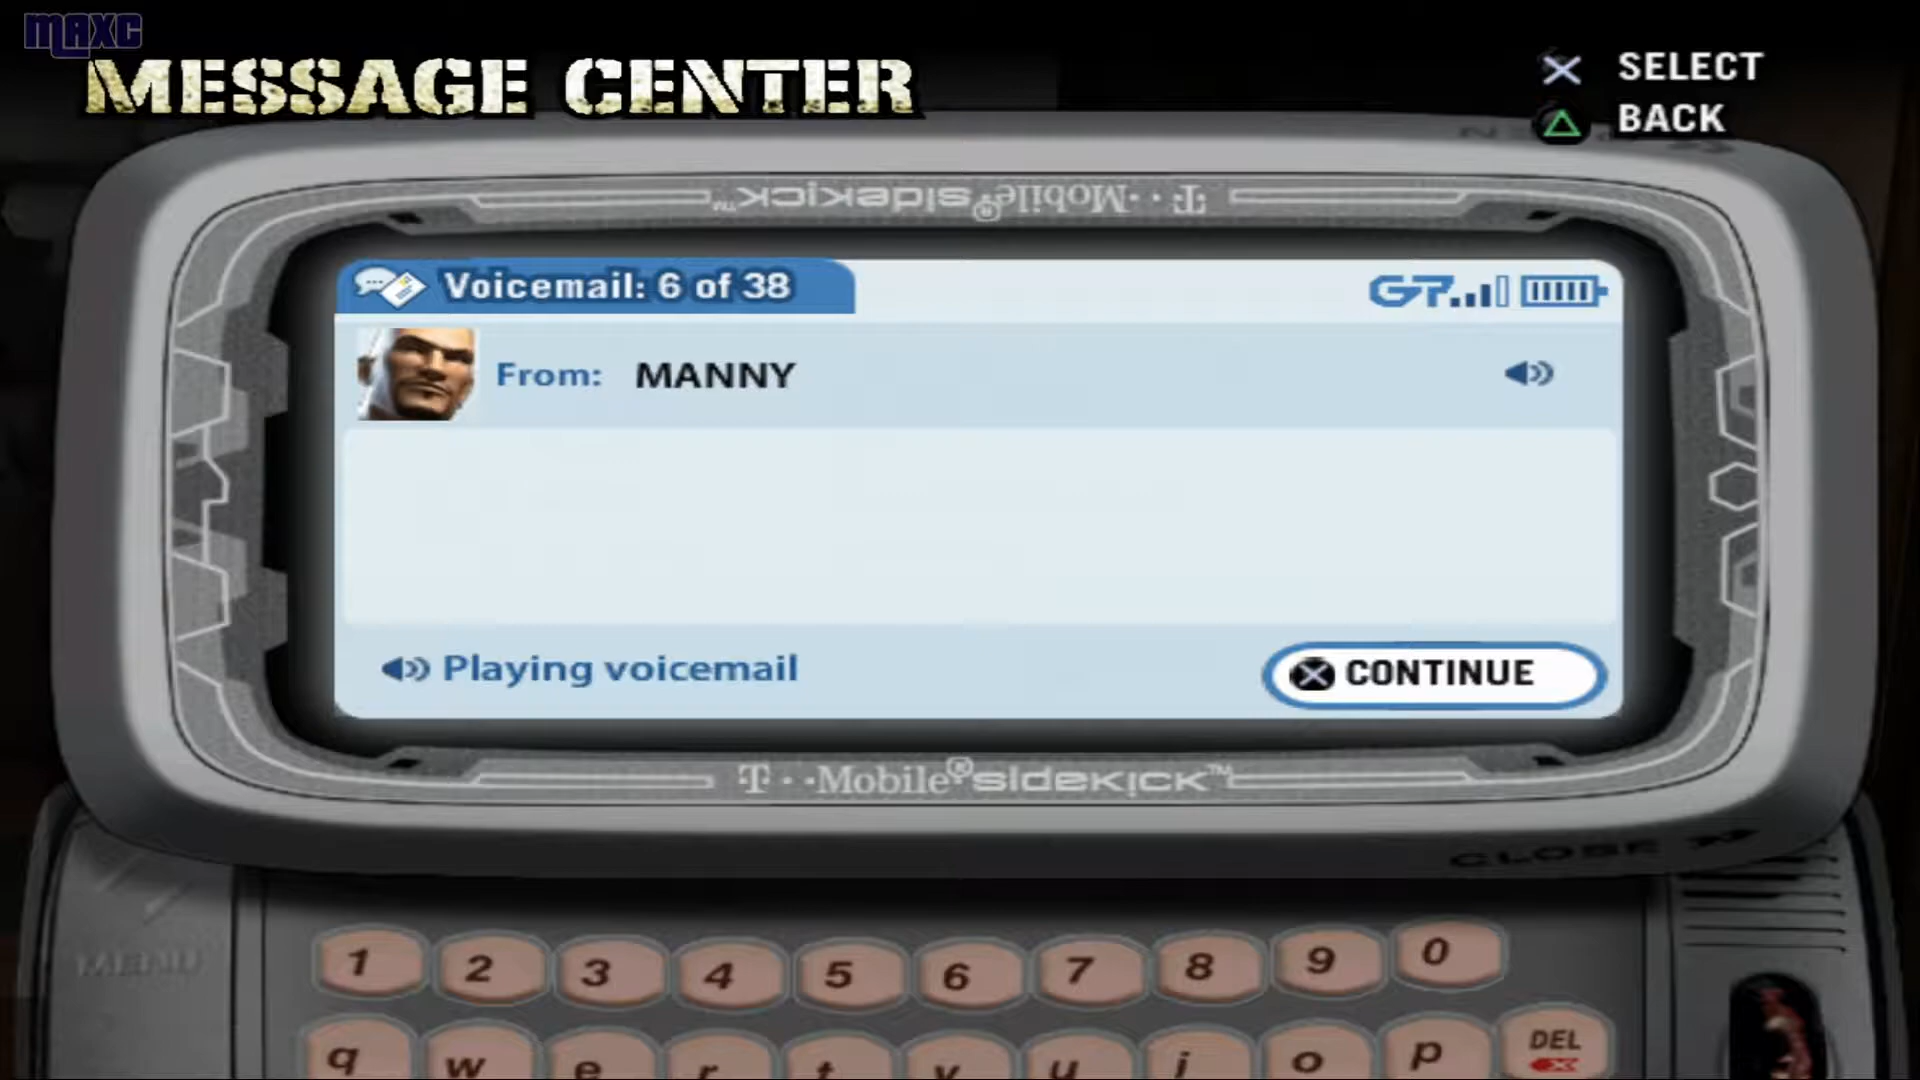 MAXC
MESSAGE CENTER
SELECT
BACK
T··Mobile® sidekick™
Voicemail: 6 of 38
G7
From: MANNY
Playing voicemail
CONTINUE
T··Mobile® sidekick™
CLOSE
MENU
1 2 3 4 5 6 7 8 9 0
q w e r t y u i o p DEL